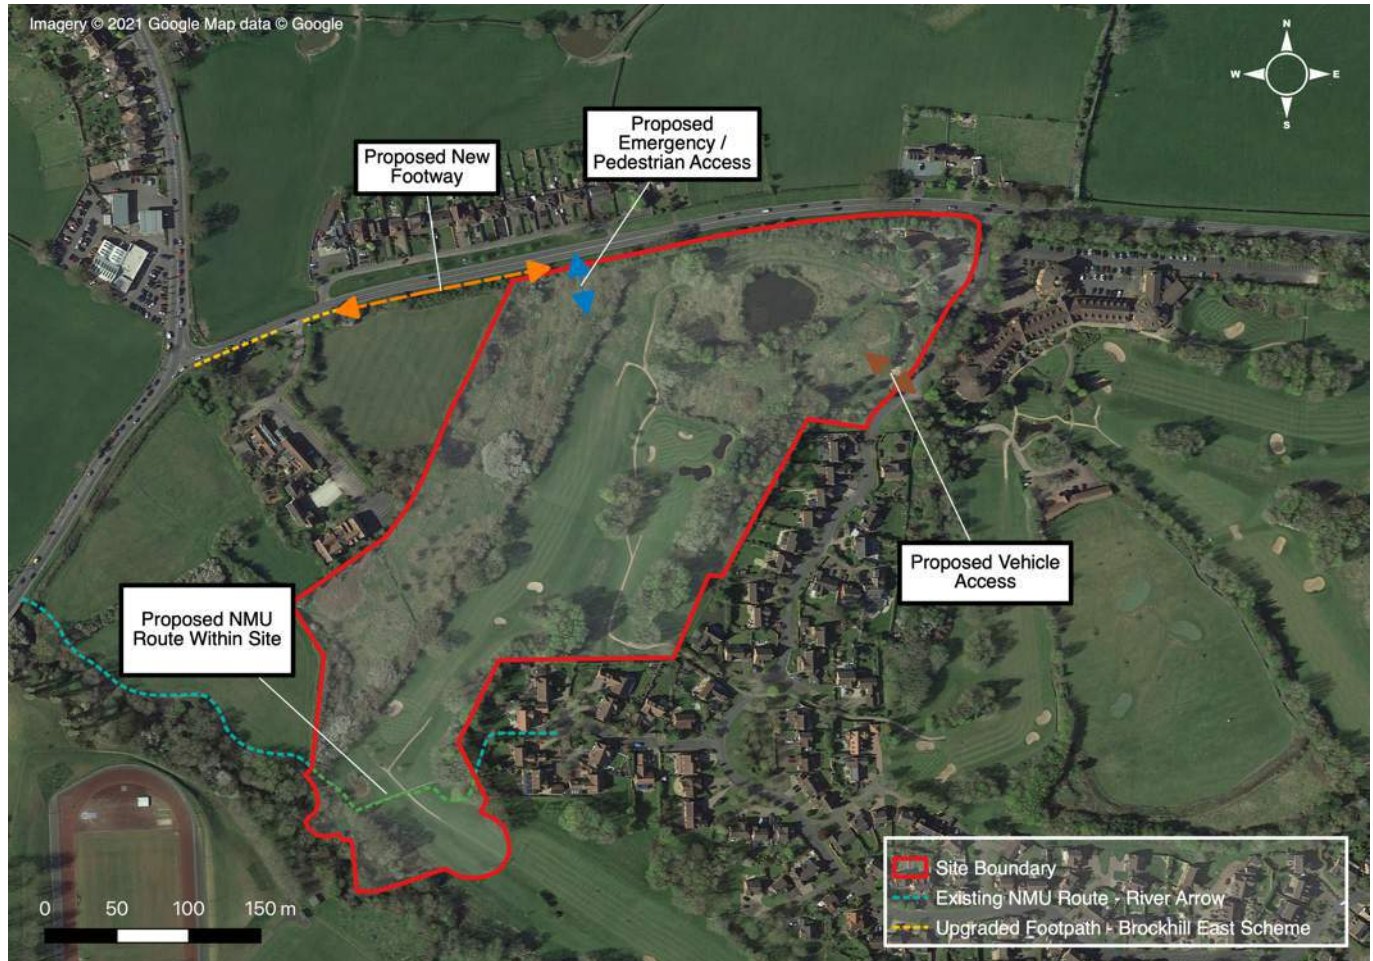 Imagery © 2021 Google Map data © Google
N
W
E
S
Proposed
Emergency /
Pedestrian Access
Proposed New
Footway
Proposed Vehicle
Access
Proposed NMU
Route Within Site
0 50 100 150 m
Site Boundary
Existing NMU Route - River Arrow
Upgraded Footpath - Brockhill East Scheme